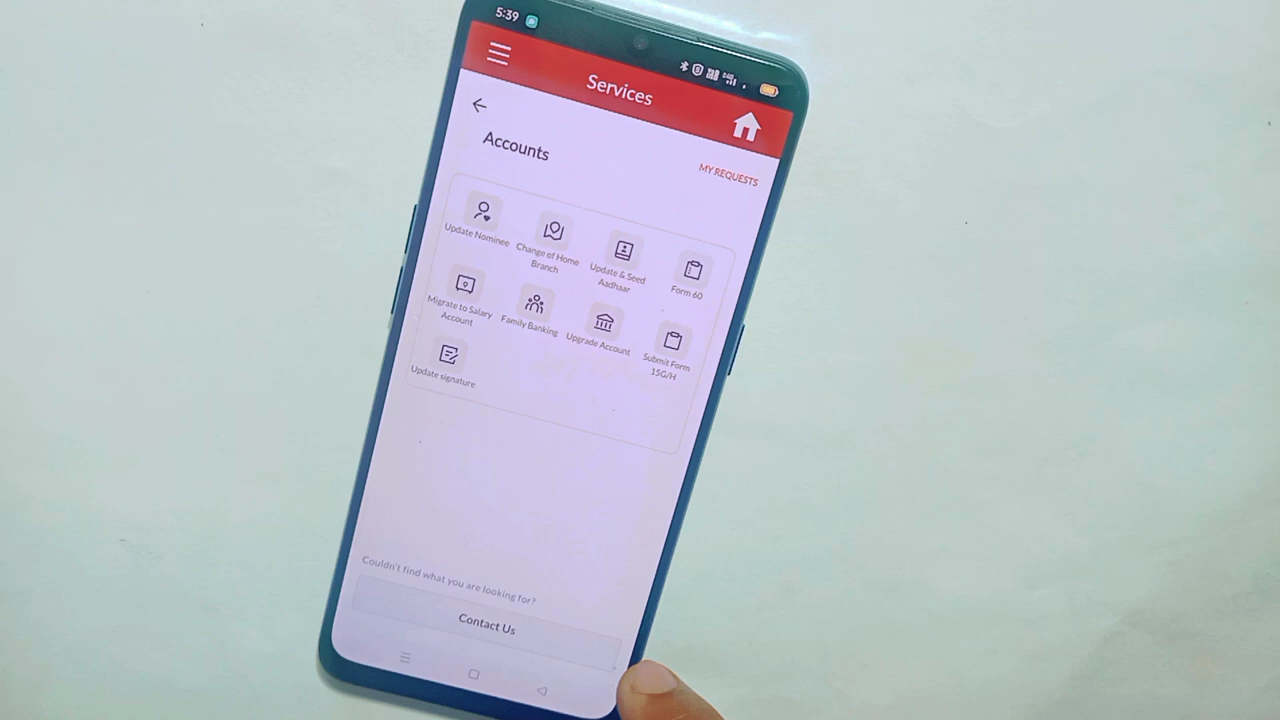 5:39
Services
Accounts
MY REQUESTS
Update Nominee
Change of Home
Branch
Update & Seed
Aadhaar
Form 60
Migrate to Salary
Account
Family Banking
Upgrade Account
Submit Form
15G/H
Update signature
Couldn't find what you are looking for?
Contact Us